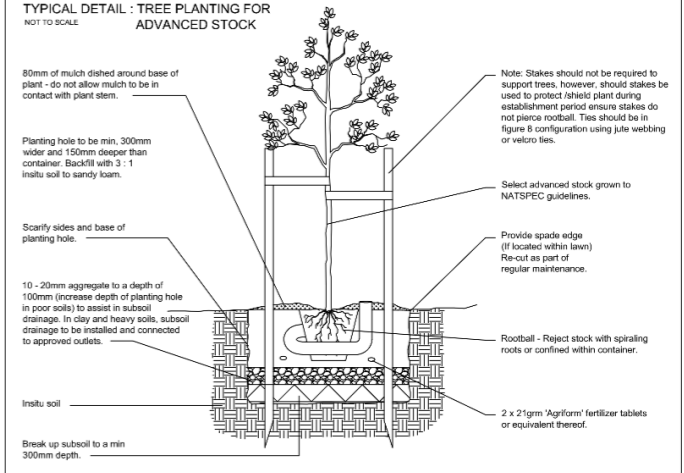 TYPICAL DETAIL : TREE PLANTING FOR
NOT TO SCALE
ADVANCED STOCK
80mm of mulch dished around base of
plant - do not allow mulch to be in
contact with plant stem.
Planting hole to be min, 300mm
wider and 150mm deeper than
container. Backfill with 3 : 1
insitu soil to sandy loam.
Scarify sides and base of
planting hole.
10 - 20mm aggregate to a depth of
100mm (increase depth of planting hole
in poor soils) to assist in subsoil
drainage. In clay and heavy soils, subsoil
drainage to be installed and connected
to approved outlets.
Insitu soil
Break up subsoil to a min
300mm depth.
Note: Stakes should not be required to
support trees, however, should stakes be
used to protect /shield plant during
establishment period ensure stakes do
not pierce rootball. Ties should be in
figure 8 configuration using jute webbing
or velcro ties.
Select advanced stock grown to
NATSPEC guidelines.
Provide spade edge
(If located within lawn)
Re-cut as part of
regular maintenance.
Rootball - Reject stock with spiraling
roots or confined within container.
2 x 21grm 'Agriform' fertilizer tablets
or equivalent thereof.